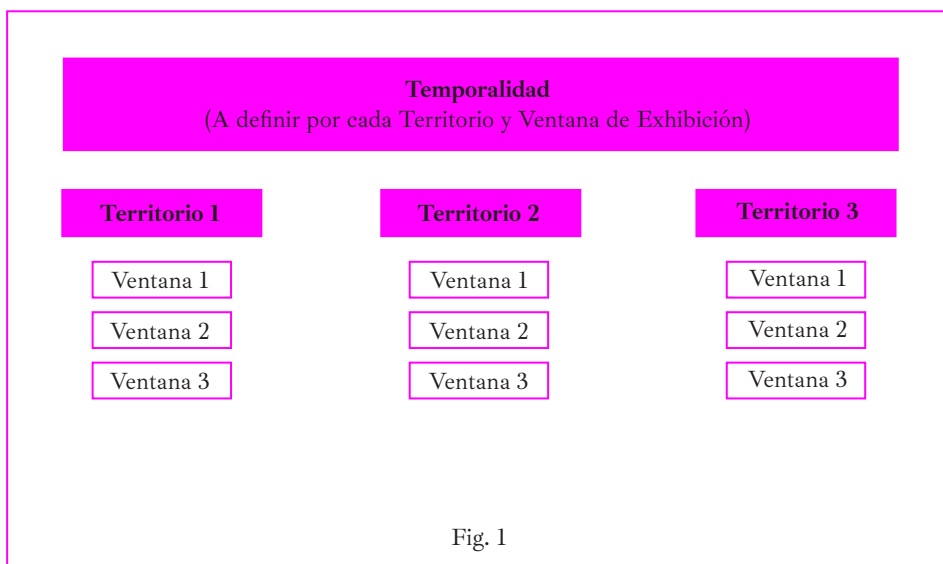 Temporalidad
(A definir por cada Territorio y Ventana de Exhibición)
Territorio 1
Territorio 2
Territorio 3
Ventana 1
Ventana 1
Ventana 1
Ventana 2
Ventana 2
Ventana 2
Ventana 3
Ventana 3
Ventana 3
Fig. 1